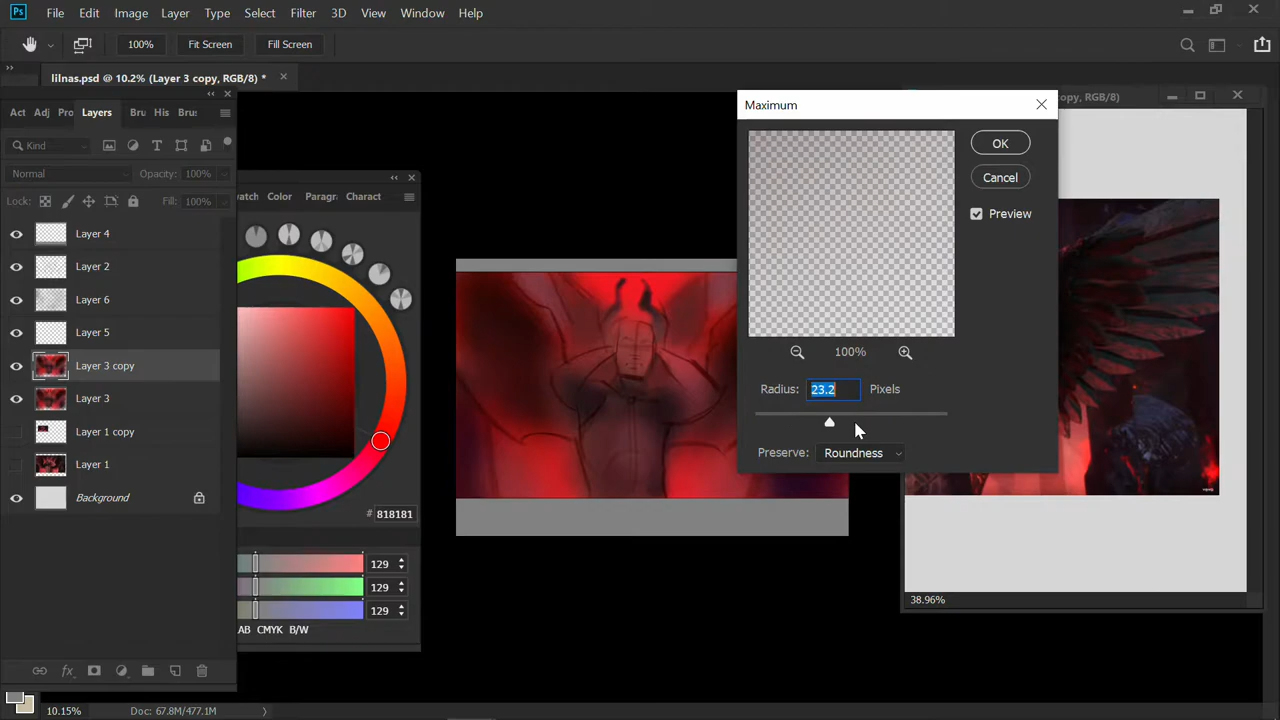 Ps File Edit Image Layer Type Select Filter 3D View Window Help
100% Fit Screen Fill Screen
lilnas.psd @ 10.2% (Layer 3 copy, RGB/8) *
copy, RGB/8)
Act Adj Pro Layers Bru His Bru
Kind
Normal Opacity: 100%
Lock: Fill: 100%
Layer 4
Layer 2
Layer 6
Layer 5
Layer 3 copy
Layer 3
Layer 1 copy
Layer 1
Background
watch Color Paragr Charact
# 818181
129
129
129
AB CMYK B/W
Maximum
OK
Cancel
Preview
100%
Radius: 23.2 Pixels
Preserve: Roundness
38.96%
10.15% Doc: 67.8M/477.1M